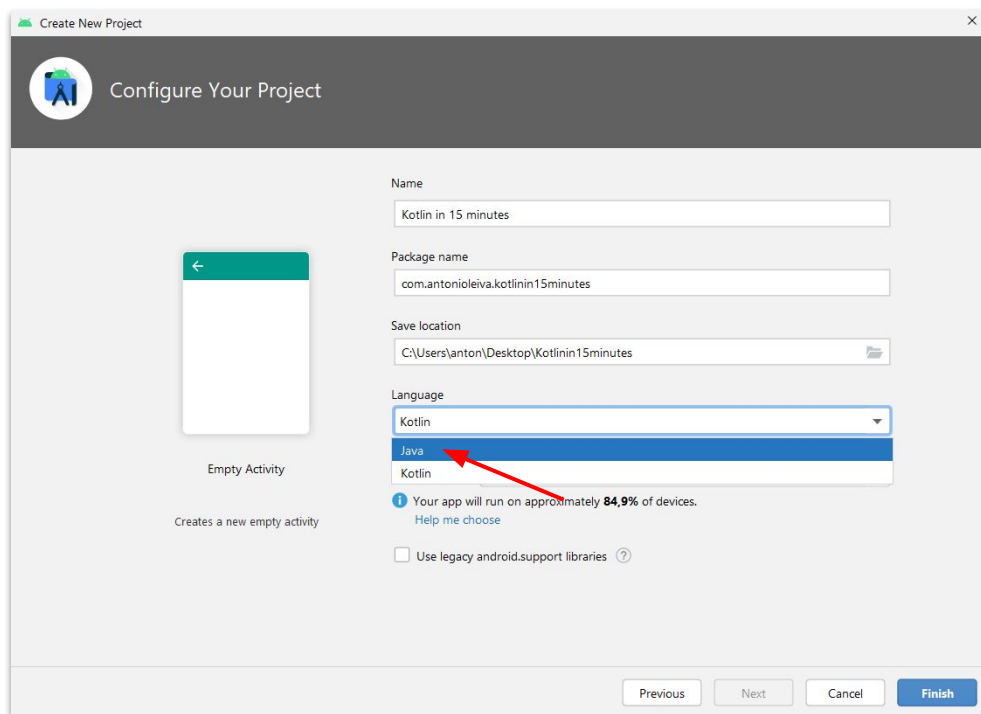 Create New Project
Configure Your Project
Name
Kotlin in 15 minutes
Package name
com.antonioleiva.kotlinin15minutes
Save location
C:\Users\anton\Desktop\Kotlinin15minutes
Language
Kotlin
Java
Kotlin
Empty Activity
Creates a new empty activity
Your app will run on approximately 84,9% of devices.
Help me choose
Use legacy android.support libraries ?
Previous Next Cancel Finish